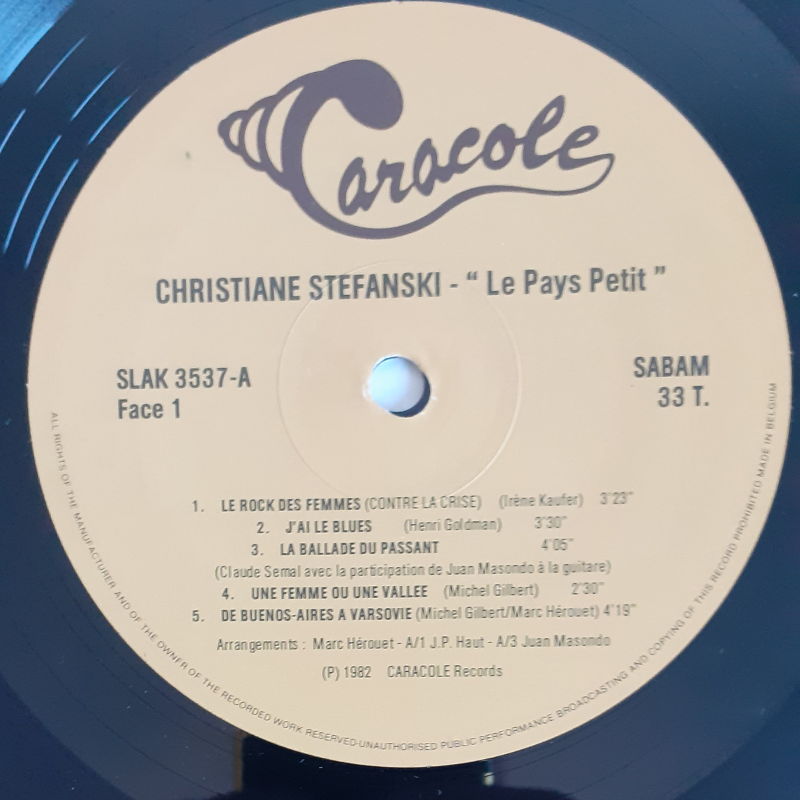 Caracole
CHRISTIANE STEFANSKI - “ Le Pays Petit ”
SLAK 3537-A
Face 1
SABAM
33 T.
1. LE ROCK DES FEMMES (CONTRE LA CRISE) (Irène Kaufer) 3'23"
2. J'AI LE BLUES (Henri Goldman) 3'30"
3. LA BALLADE DU PASSANT 4'05"
(Claude Semal avec la participation de Juan Masondo à la guitare)
4. UNE FEMME OU UNE VALLEE (Michel Gilbert) 2'30"
5. DE BUENOS-AIRES A VARSOVIE (Michel Gilbert/Marc Hérouet) 4'19"
Arrangements : Marc Hérouet - A/1 J.P. Haut - A/3 Juan Masondo
(P) 1982 CARACOLE Records
ALL RIGHTS OF THE MANUFACTURER AND OF THE OWNER OF THE RECORDED WORK RESERVED-UNAUTHORISED PUBLIC PERFORMANCE BROADCASTING AND COPYING OF THIS RECORD PROHIBITED MADE IN BELGIUM